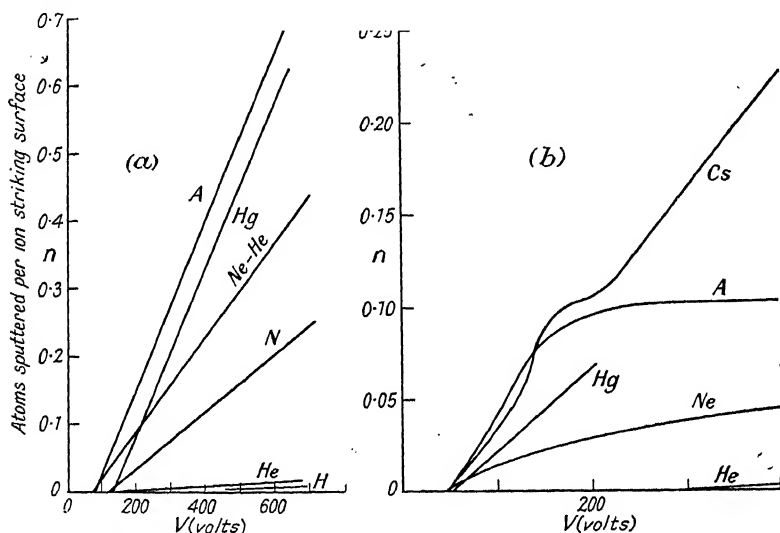 0·7
0·6
0·5
0·4
0·3
0·2
0·1
0
Atoms sputtered per ion striking surface
n
(a)
A
Hg
Ne-He
N
He
H
0 200 400 600
V(volts)
0·25
0·20
0·15
0·10
0·05
0
n
(b)
Cs
A
Hg
Ne
He
200
V(volts)